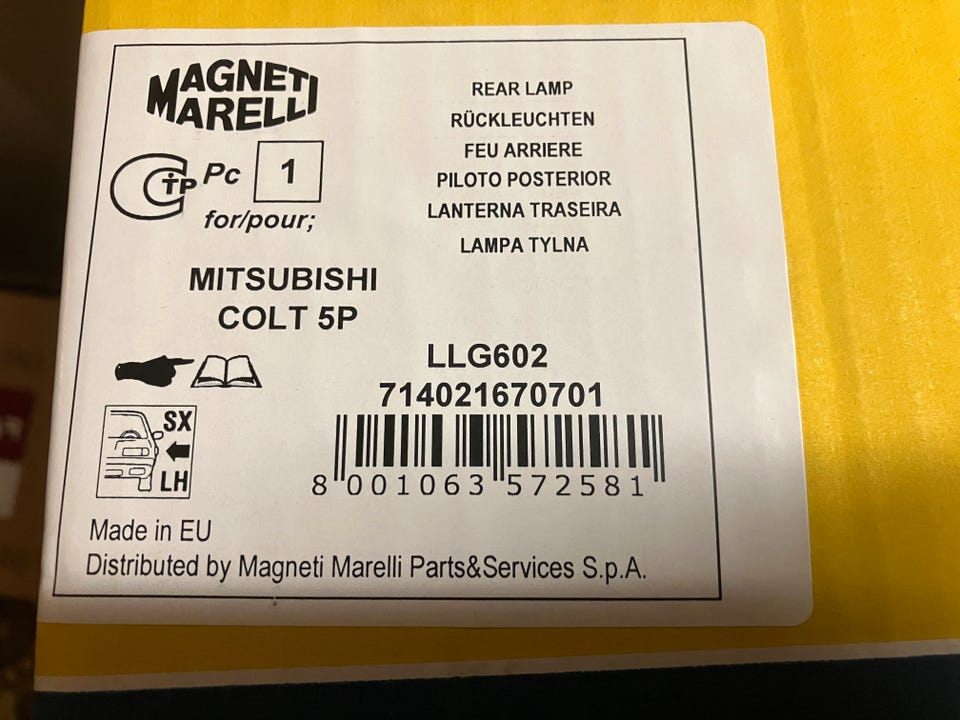 MAGNETI
MARELLI
Pc 1
for/pour;
MITSUBISHI
COLT 5P
REAR LAMP
RÜCKLEUCHTEN
FEU ARRIERE
PILOTO POSTERIOR
LANTERNA TRASEIRA
LAMPA TYLNA
LLG602
714021670701
8 001063 572581
SX
LH
Made in EU
Distributed by Magneti Marelli Parts&Services S.p.A.